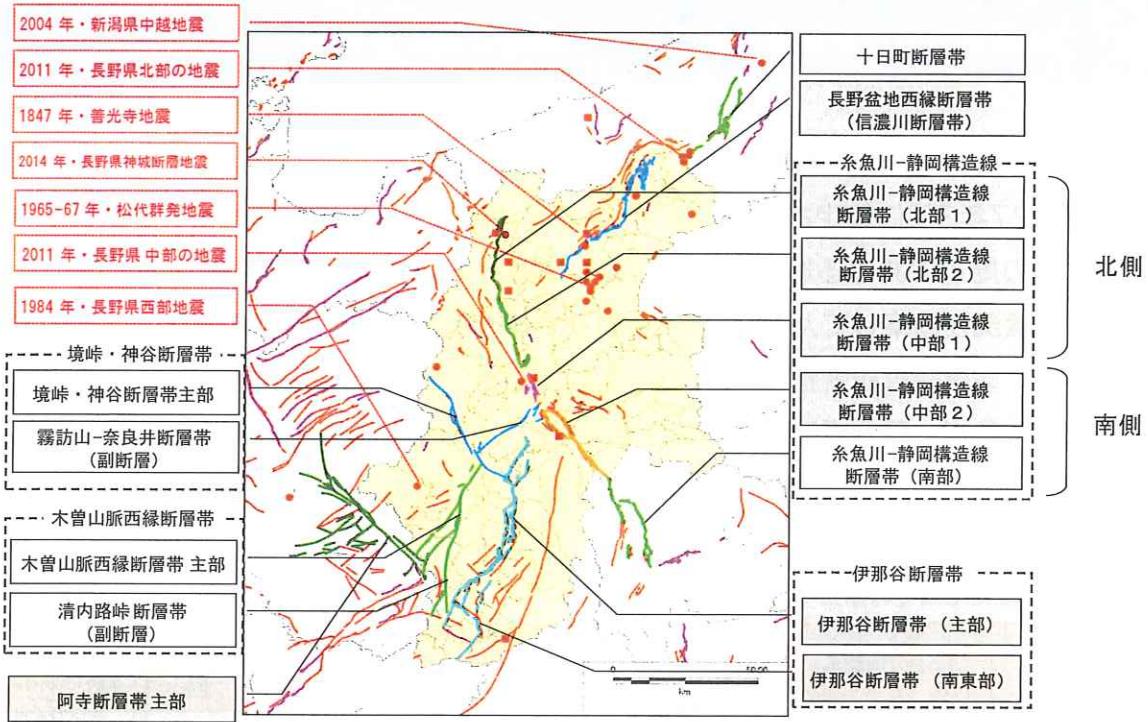 2004 年・新潟県中越地震
2011 年・長野県北部の地震
1847 年・善光寺地震
2014 年・長野県神城断層地震
1965-67 年・松代群発地震
2011 年・長野県 中部の地震
1984 年・長野県西部地震
境峠・神谷断層帯
境峠・神谷断層帯主部
霧訪山−奈良井断層帯
(副断層)
木曽山脈西縁断層帯
木曽山脈西縁断層帯 主部
清内路峠断層帯
(副断層)
阿寺断層帯 主部
十日町断層帯
長野盆地西縁断層帯
(信濃川断層帯)
糸魚川−静岡構造線
糸魚川−静岡構造線
断層帯（北部１）
糸魚川−静岡構造線
断層帯（北部２）
糸魚川−静岡構造線
断層帯（中部１）
糸魚川−静岡構造線
断層帯（中部２）
糸魚川−静岡構造線
断層帯（南部）
北側
南側
伊那谷断層帯
伊那谷断層帯（主部）
伊那谷断層帯（南東部）
0
km